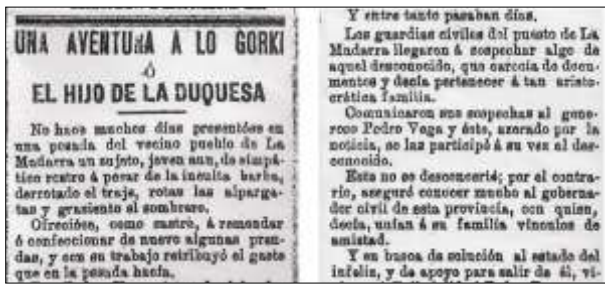 UNA AVENTURA A LO GORKI
Ó
EL HIJO DE LA DUQUESA
No hace muchos días presentóse en
una posada del vecino pueblo de La
Madarra un sujeto, joven aun, de simpá-
tico rostro á pesar de la inculta barba,
derrotado el traje, rotas las alparga-
tas y grasiento el sombrero.
Ofrecióse, como sastre, á remendar
ó confeccionar de nuevo algunas pren-
das, y con su trabajo retribuyó el gasto
que en la posada hacía.
Y entre tanto pasaban días.
Los guardias civiles del puesto de La
Madarra llegaron á sospechar algo de
aquel desconocido, que carecía de docu-
mentos y decía pertenecer á tan aristo-
crática familia.
Comunicaron sus sospechas al gene-
roso Pedro Vega y éste, azorado por la
noticia, se las participó á su vez al des-
conocido.
Este no se desconcertó; por el contra-
rio, aseguró conocer mucho al goberna-
dor civil de esta provincia, con quien,
decía, unían á su familia vínculos de
amistad.
Y en busca de solución al estado del
infeliz, y de apoyo para salir de él, vi-